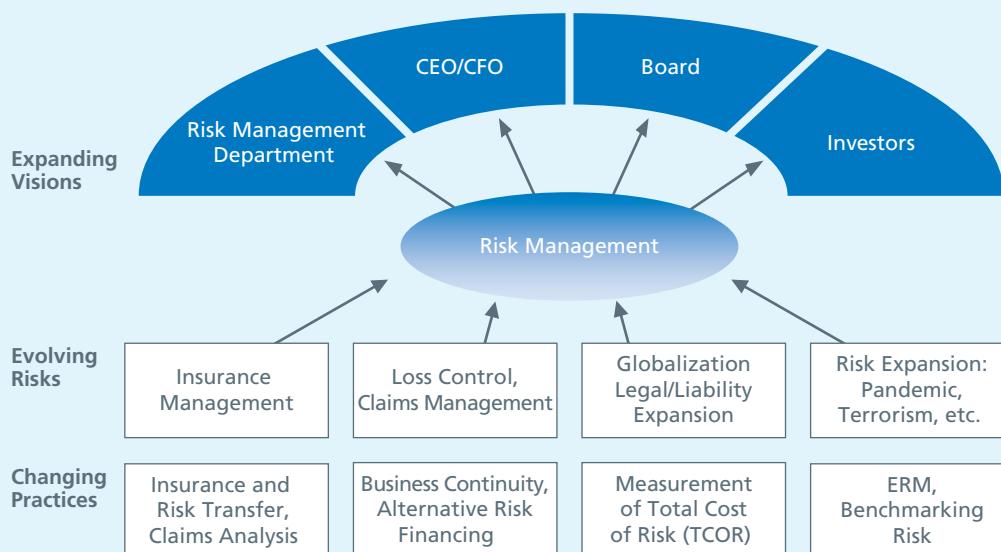 CEO/CFO
Board
Risk Management
Department
Investors
Expanding
Visions
Risk Management
Evolving
Risks
Insurance
Management
Loss Control,
Claims Management
Globalization
Legal/Liability
Expansion
Risk Expansion:
Pandemic,
Terrorism, etc.
Changing
Practices
Insurance and
Risk Transfer,
Claims Analysis
Business Continuity,
Alternative Risk
Financing
Measurement
of Total Cost
of Risk (TCOR)
ERM,
Benchmarking
Risk